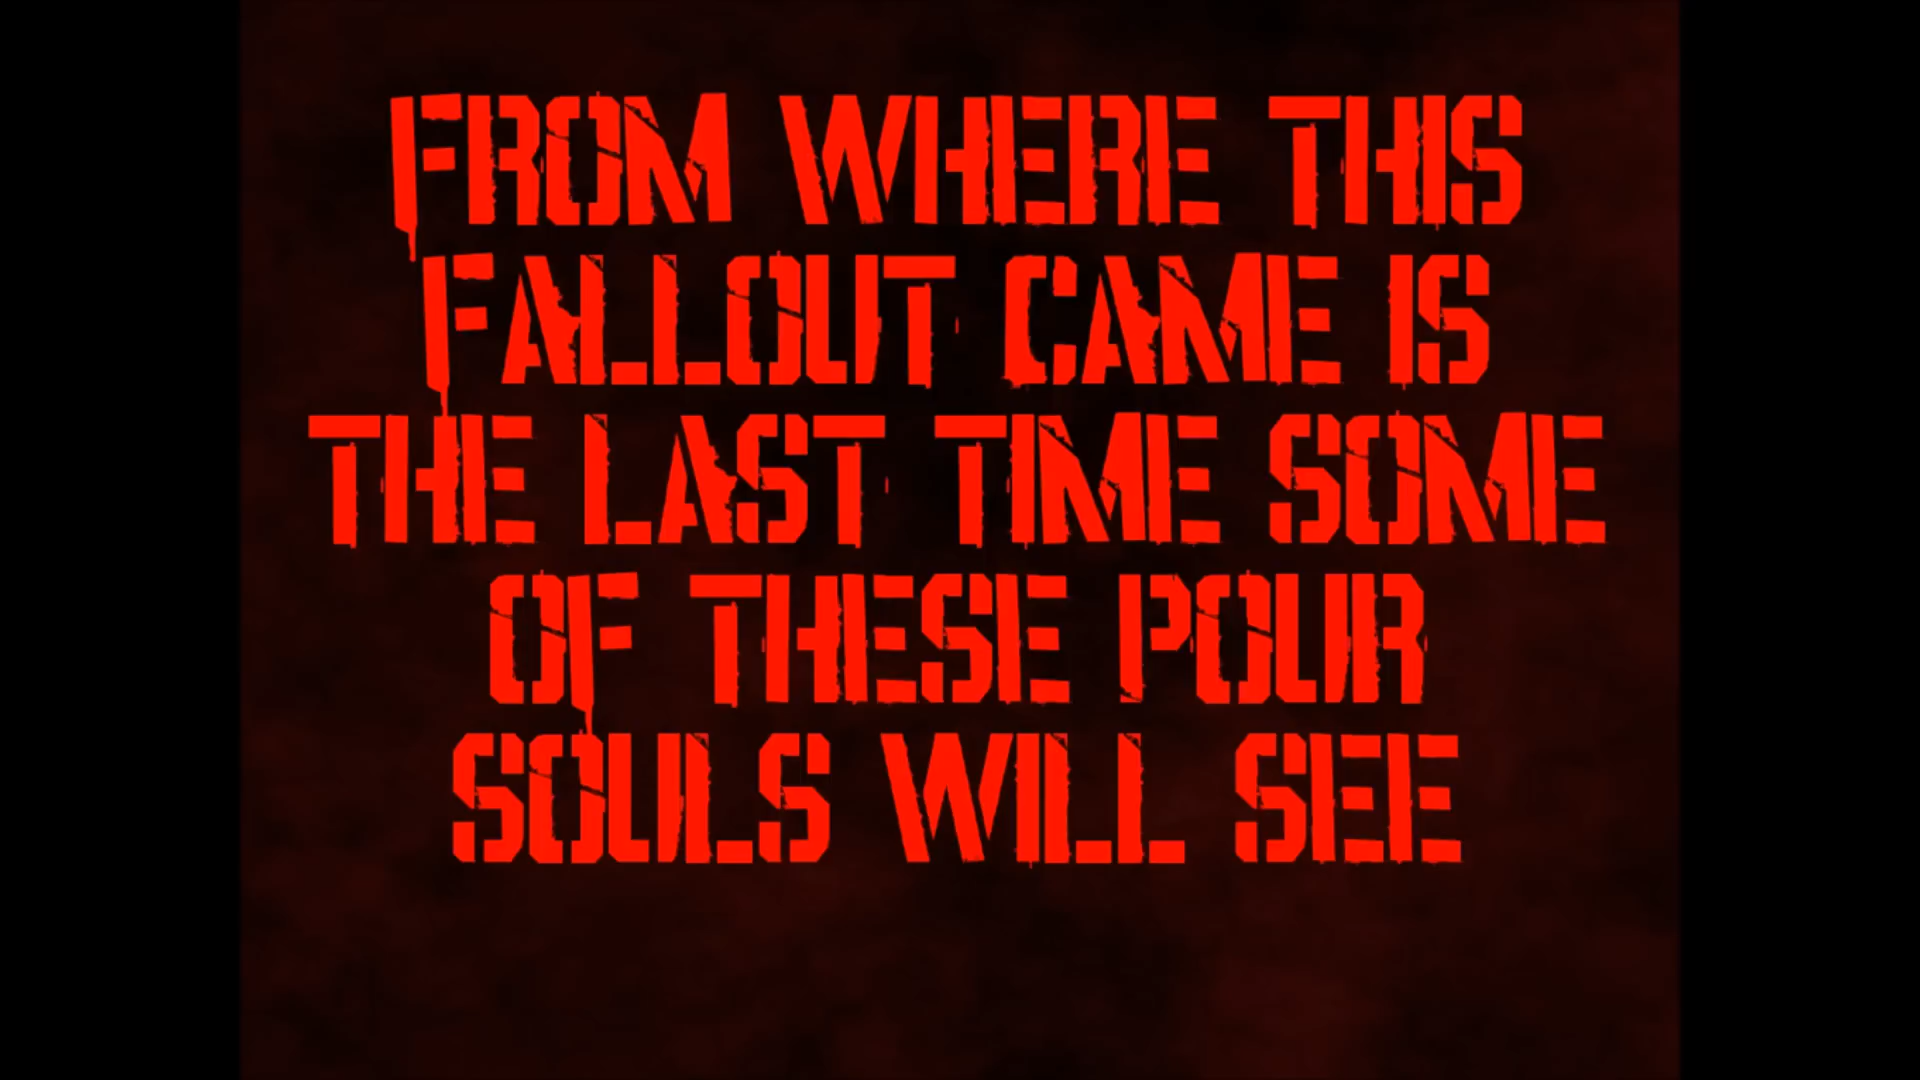 FROM WHERE THIS
FALLOUT CAME IS
THE LAST TIME SOME
OF THESE POUR
SOULS WILL SEE